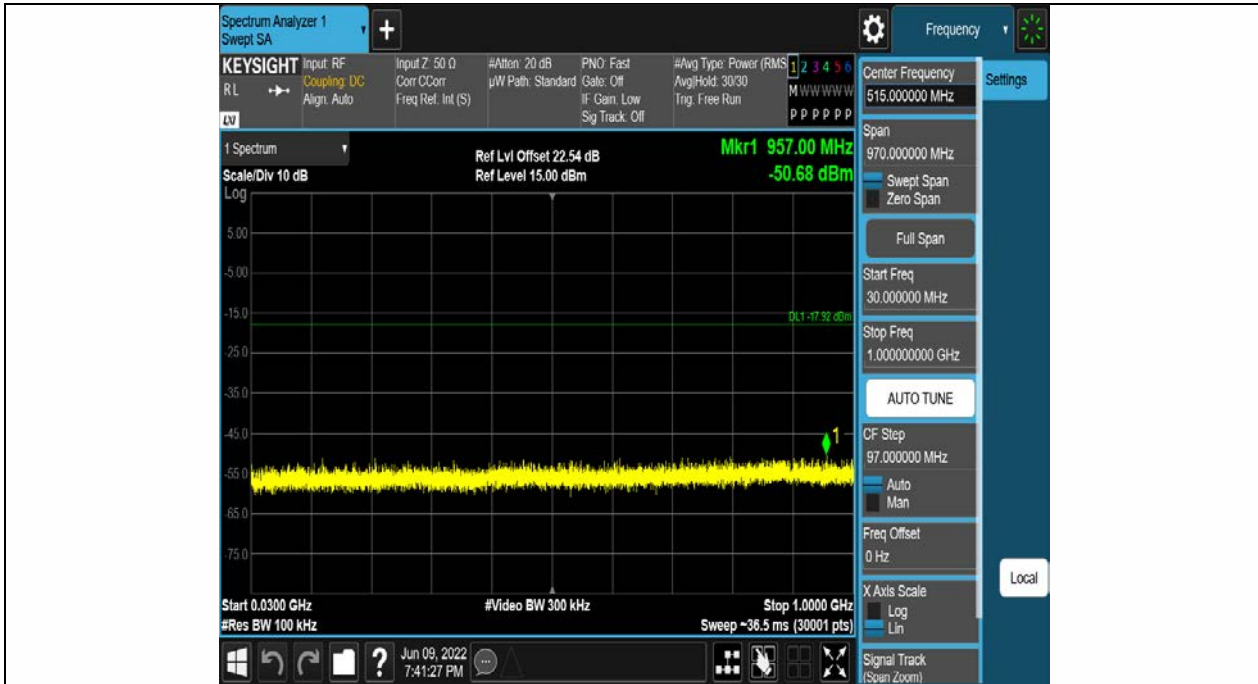 Spectrum Analyzer 1
Swept SA
+
Frequency
KEYSIGHT
RL
LXI
Input: RF
Coupling: DC
Align: Auto
Input Z: 50 Ω
Corr CCorr
Freq Ref: Int (S)
#Atten: 20 dB
µW Path: Standard
PNO: Fast
Gate: Off
IF Gain: Low
Sig Track: Off
#Avg Type: Power (RMS
Avg|Hold: 30/30
Trig: Free Run
1 2 3 4 5 6
M W W W W W
P P P P P P
1 Spectrum
Scale/Div 10 dB
Log
Ref Lvl Offset 22.54 dB
Ref Level 15.00 dBm
Mkr1 957.00 MHz
-50.68 dBm
5.00
-5.00
-15.0
DL1 -17.92 dBm
-25.0
-35.0
-45.0
1
-55.0
-65.0
-75.0
Start 0.0300 GHz
#Video BW 300 kHz
Stop 1.0000 GHz
#Res BW 100 kHz
Sweep ~36.5 ms (30001 pts)
Center Frequency
515.000000 MHz
Settings
Span
970.000000 MHz
Swept Span
Zero Span
Full Span
Start Freq
30.000000 MHz
Stop Freq
1.000000000 GHz
AUTO TUNE
CF Step
97.000000 MHz
Auto
Man
Freq Offset
0 Hz
X Axis Scale
Log
Lin
Signal Track
(Span Zoom)
Local
?
Jun 09, 2022
7:41:27 PM